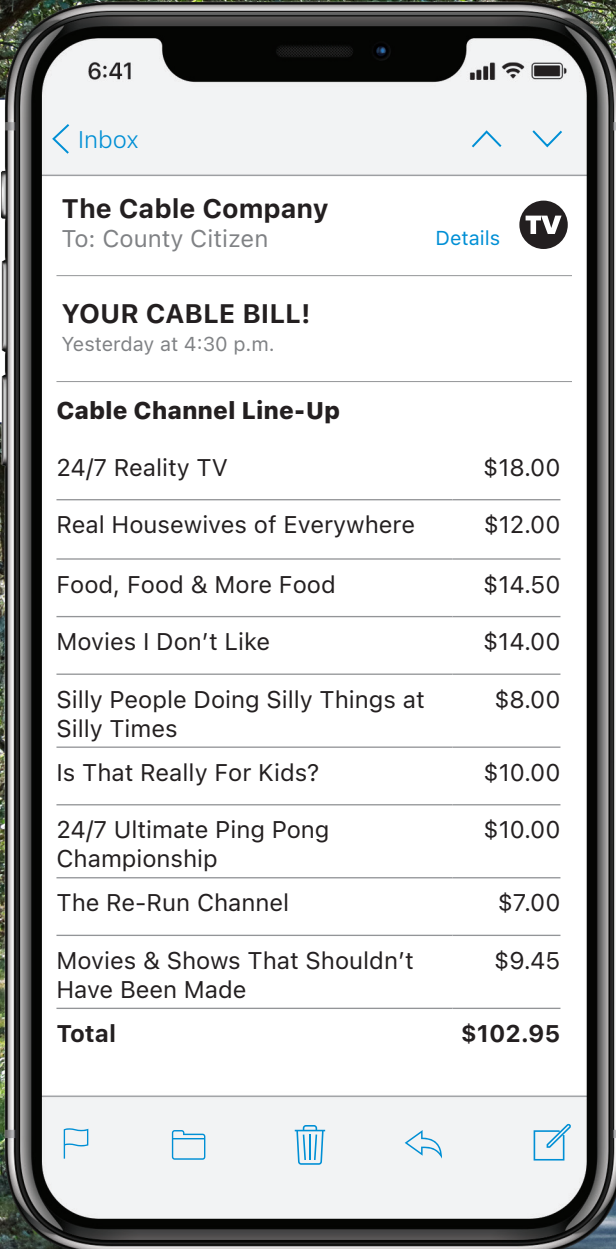 6:41
Inbox
The Cable Company
To: County Citizen
Details
TV
YOUR CABLE BILL!
Yesterday at 4:30 p.m.
Cable Channel Line-Up
24/7 Reality TV $18.00
Real Housewives of Everywhere $12.00
Food, Food & More Food $14.50
Movies I Don't Like $14.00
Silly People Doing Silly Things at $8.00
Silly Times
Is That Really For Kids? $10.00
24/7 Ultimate Ping Pong $10.00
Championship
The Re-Run Channel $7.00
Movies & Shows That Shouldn't $9.45
Have Been Made
Total $102.95